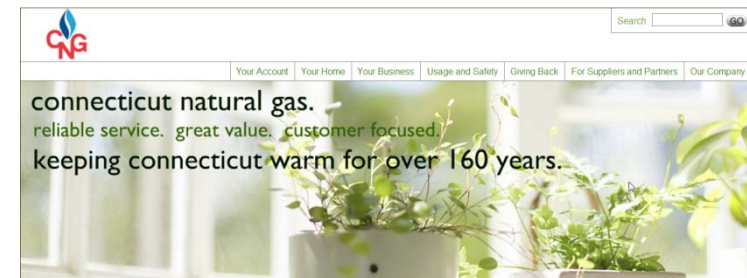 Search GO
CNG
Your Account Your Home Your Business Usage and Safety Giving Back For Suppliers and Partners Our Company
connecticut natural gas.
reliable service. great value. customer focused.
keeping connecticut warm for over 160 years.